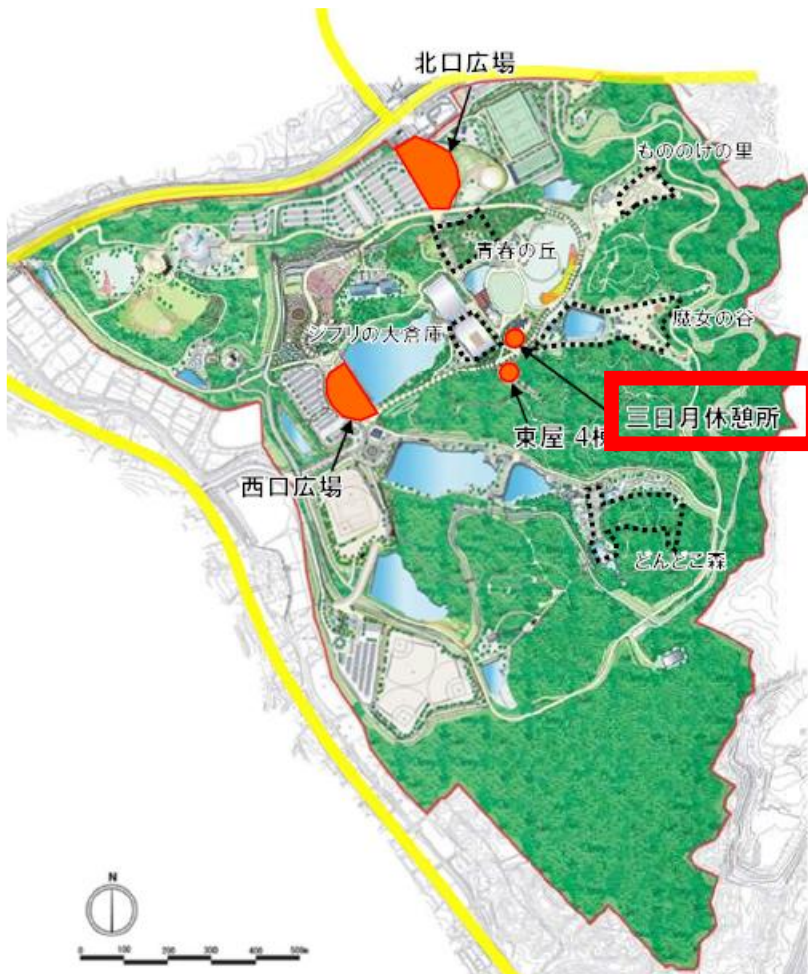 北口広場
もののけの里
青春の丘
魔女の谷
ジブリの大倉庫
三日月休憩所
東屋 4棟
西口広場
どんどこ森
N
0 100 200 300 400 500m